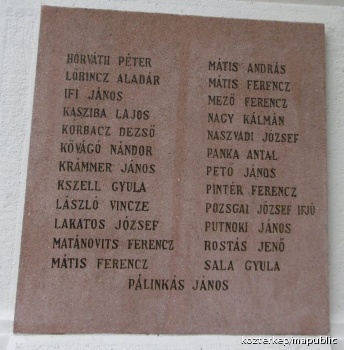 HORVÁTH PÉTER
LŐRINCZ ALADÁR
IFI JÁNOS
KASZIBA LAJOS
KORBACZ DEZSŐ
KŐVÁGÓ NÁNDOR
KRÁMMER JÁNOS
KSZELL GYULA
LÁSZLÓ VINCZE
LAKATOS JÓZSEF
MATÁNOVITS FERENCZ
MÁTIS FERENCZ
MÁTIS ANDRÁS
MÁTIS FERENCZ
MEZŐ FERENCZ
NAGY KÁLMÁN
NASZVADI JÓZSEF
PANKA ANTAL
PETŐ JÁNOS
PINTÉR FERENCZ
POZSGAI JÓZSEF IFJÚ
PUTNOKI JÁNOS
ROSTÁS JENŐ
SALA GYULA
PÁLINKÁS JÁNOS
kozterkep/mapublic